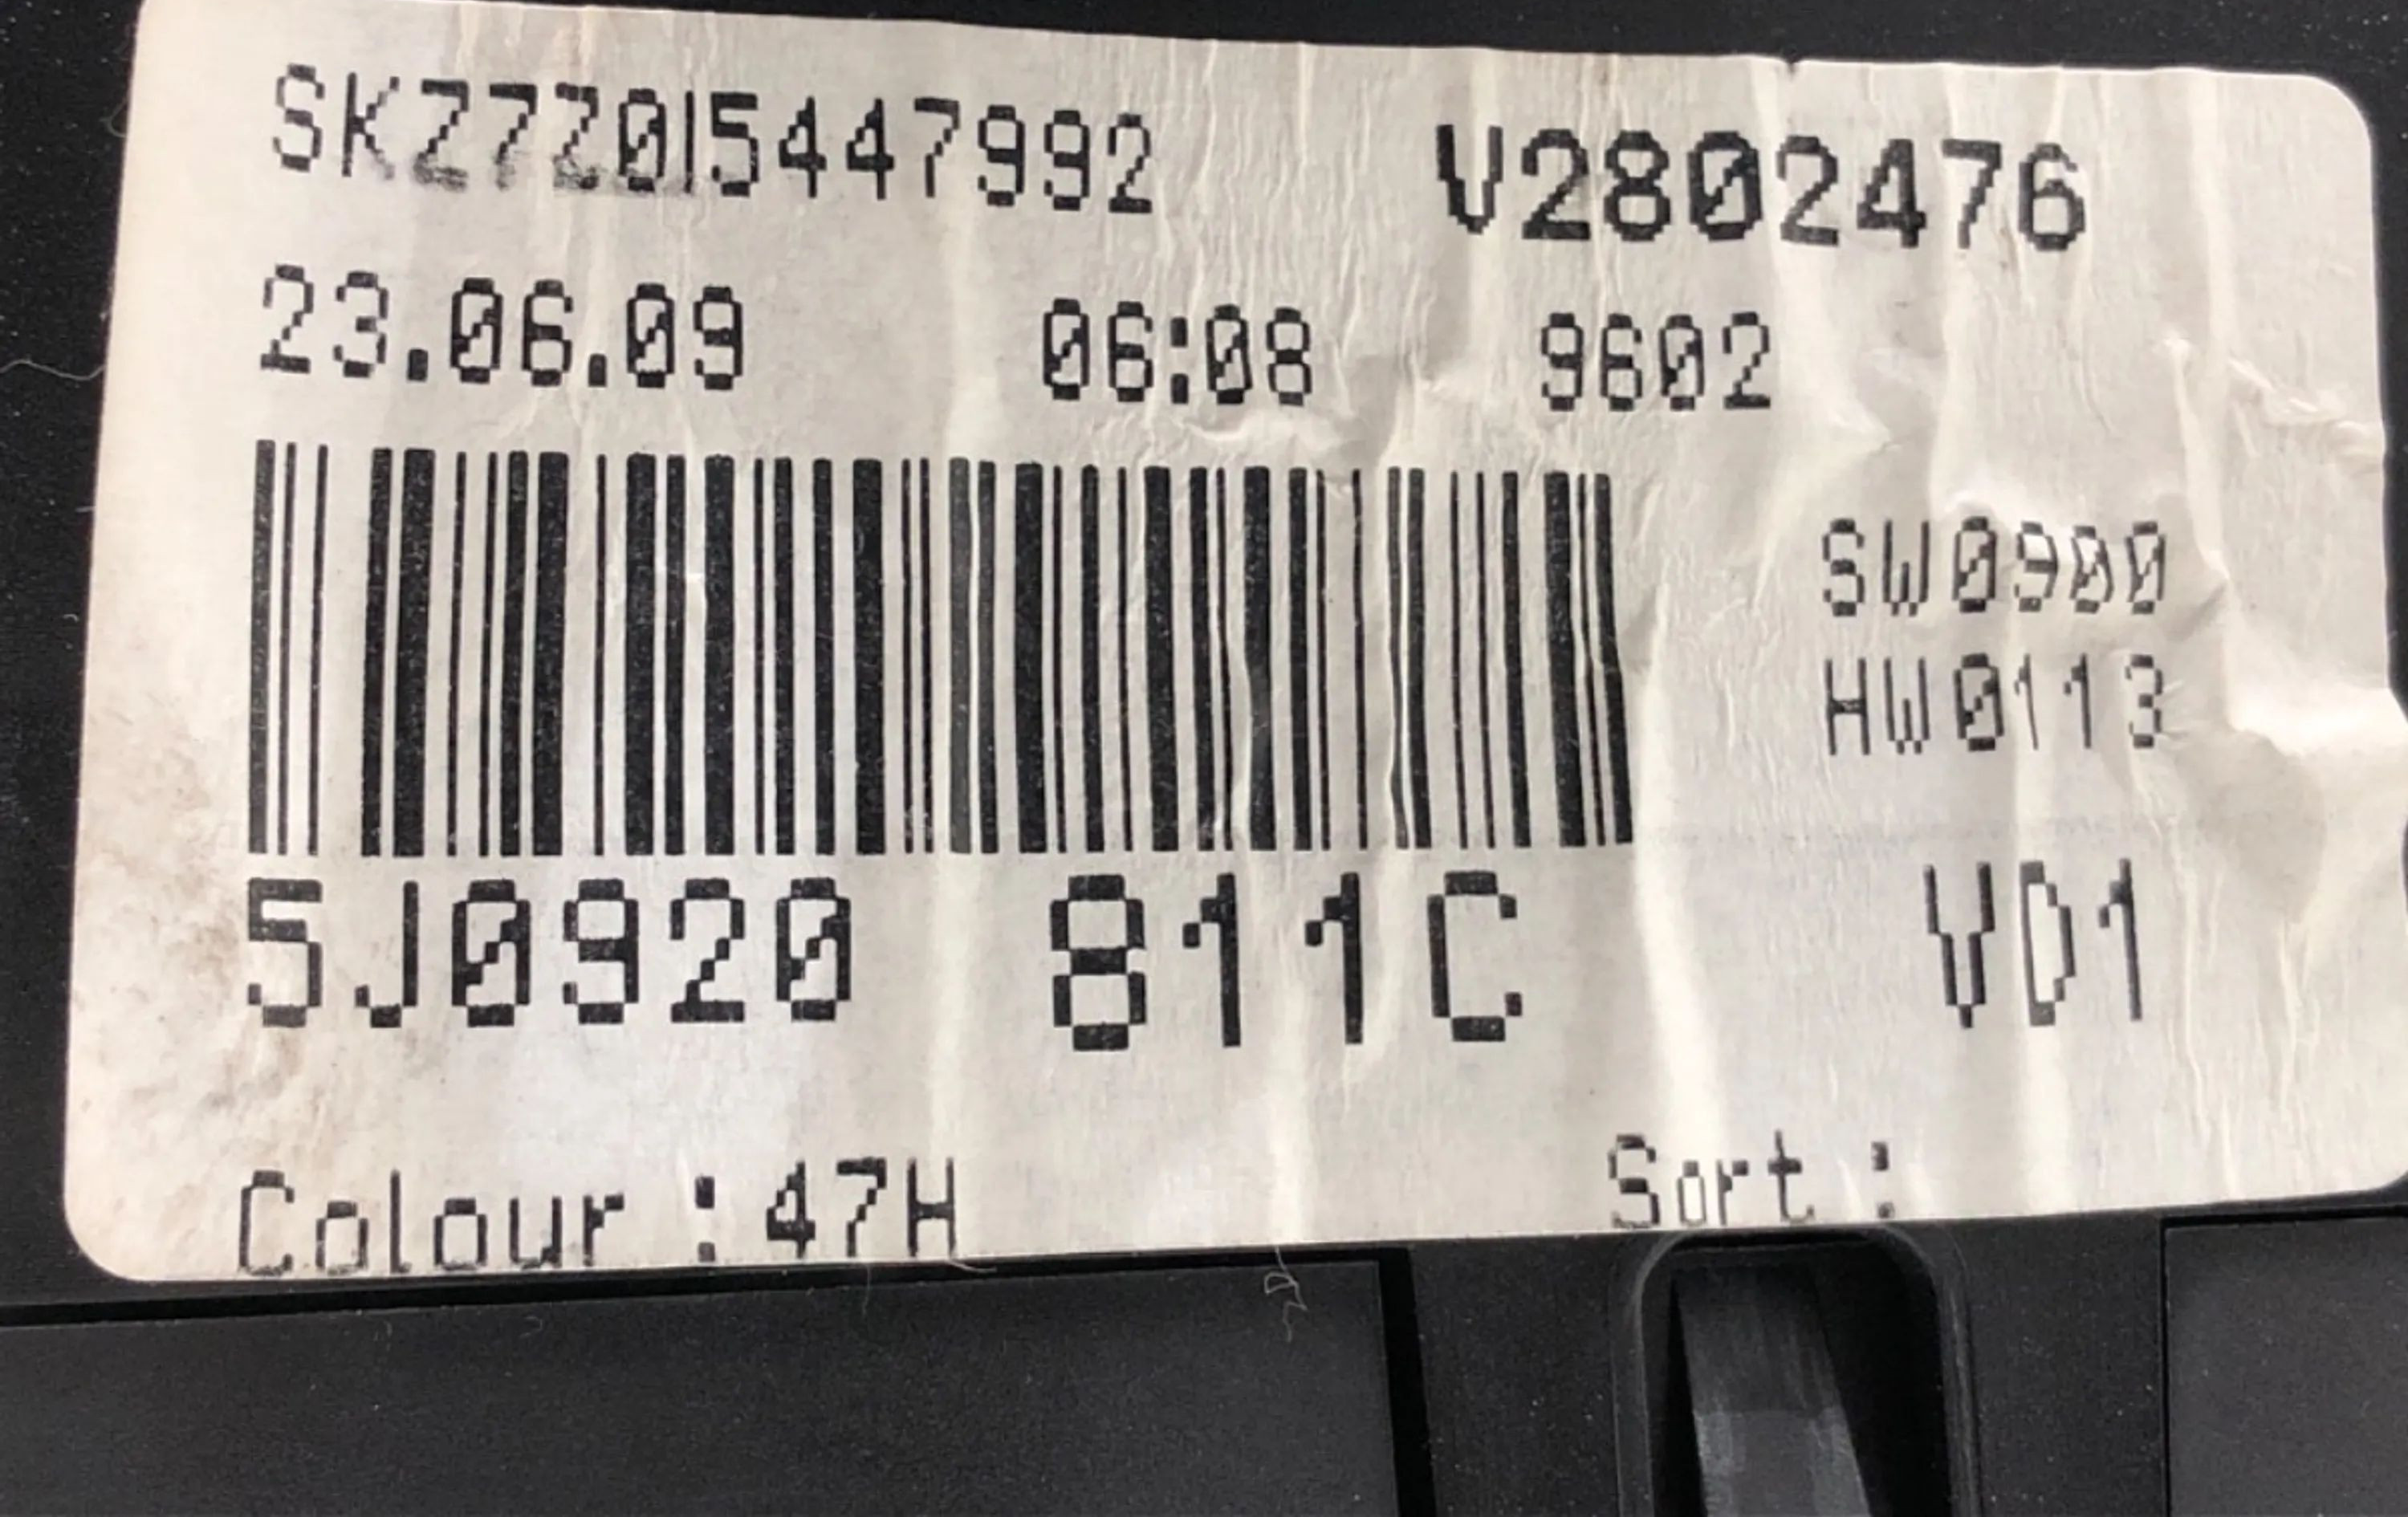 SKZ7Z0I5447992 V2802476
23.06.09 06:08 9602
SW0900
HW0113
5J0920 811C VD1
Colour :47H Sort :